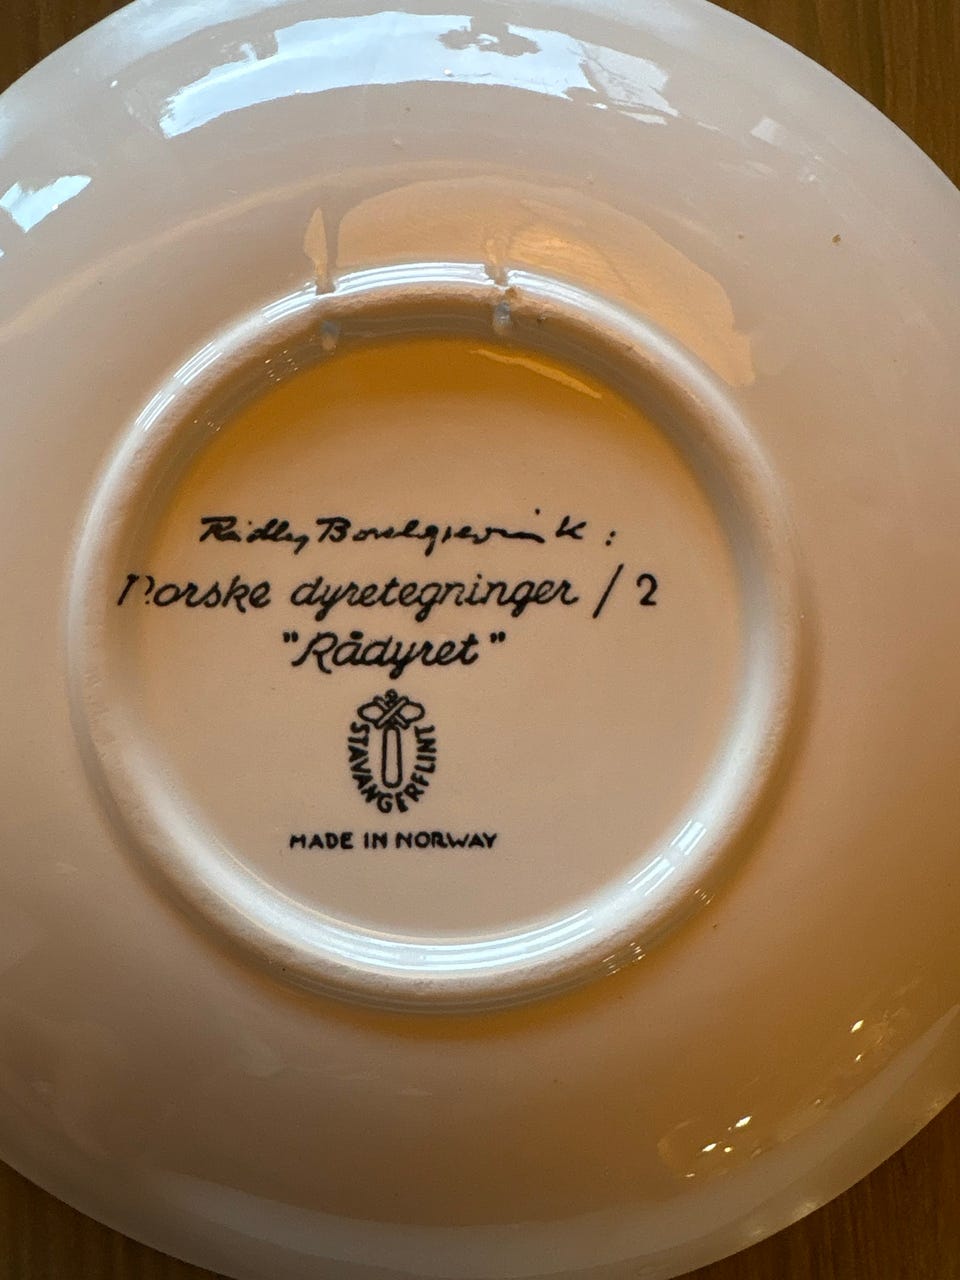 Ridley Borchgrevink:
Norske dyretegninger / 2
"Rådyret"
STAVANGERFLINT
MADE IN NORWAY